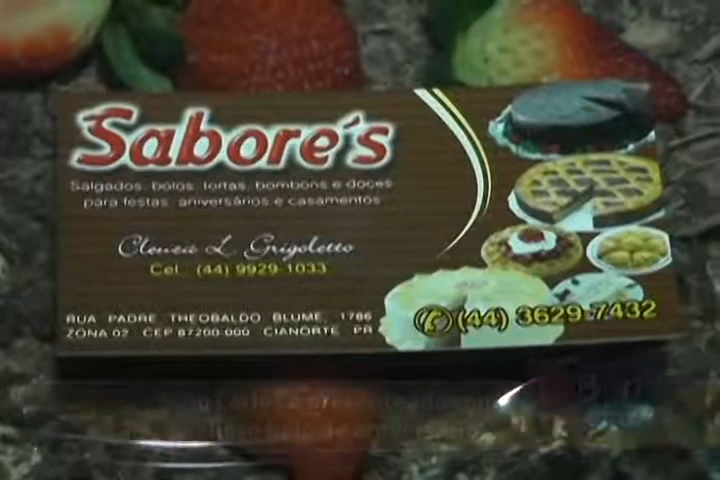 Sabore's
Salgados, bolos, tortas, bombons e doces
para festas, aniversários e casamentos
L. Grigoletto
Cel. (44) 9929-1033
RUA PADRE THEOBALDO BLUME, 1786
ZONA 02 CEP 87200-000 CIANORTE PR
(44) 3629-7432